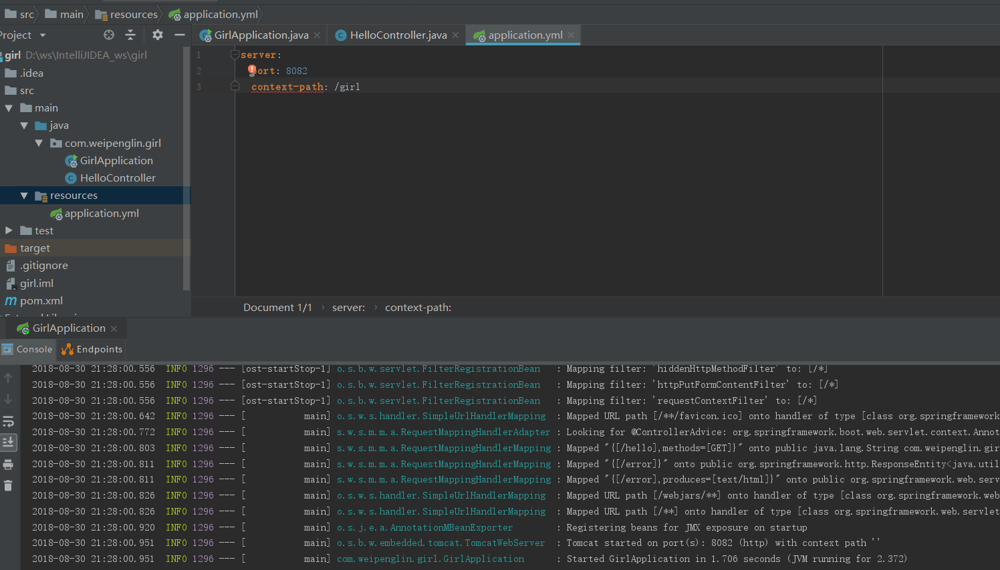 src main resources application.yml
Project
GirlApplication.java HelloController.java application.yml
girl D:\ws\IntelliJIDEA_ws\girl
.idea
src
main
java
com.weipenglin.girl
GirlApplication
HelloController
resources
application.yml
test
target
.gitignore
girl.iml
pom.xml
1 server:
2 ort: 8082
3 context-path: /girl
Document 1/1 › server: › context-path:
GirlApplication
Console Endpoints
2018-08-30 21:28:00.556 INFO 1296 --- [ost-startStop-1] o.s.b.w.servlet.FilterRegistrationBean : Mapping filter: 'hiddenHttpMethodFilter' to: [/*]
2018-08-30 21:28:00.556 INFO 1296 --- [ost-startStop-1] o.s.b.w.servlet.FilterRegistrationBean : Mapping filter: 'httpPutFormContentFilter' to: [/*]
2018-08-30 21:28:00.556 INFO 1296 --- [ost-startStop-1] o.s.b.w.servlet.FilterRegistrationBean : Mapping filter: 'requestContextFilter' to: [/*]
2018-08-30 21:28:00.642 INFO 1296 --- [ main] o.s.w.s.handler.SimpleUrlHandlerMapping : Mapped URL path [/**/favicon.ico] onto handler of type [class org.springframework
2018-08-30 21:28:00.772 INFO 1296 --- [ main] s.w.s.m.m.a.RequestMappingHandlerAdapter : Looking for @ControllerAdvice: org.springframework.boot.web.servlet.context.Annot
2018-08-30 21:28:00.803 INFO 1296 --- [ main] s.w.s.m.m.a.RequestMappingHandlerMapping : Mapped "{[/hello],methods=[GET]}" onto public java.lang.String com.weipenglin.gir
2018-08-30 21:28:00.811 INFO 1296 --- [ main] s.w.s.m.m.a.RequestMappingHandlerMapping : Mapped "{[/error]}" onto public org.springframework.http.ResponseEntity<java.util
2018-08-30 21:28:00.811 INFO 1296 --- [ main] s.w.s.m.m.a.RequestMappingHandlerMapping : Mapped "{[/error],produces=[text/html]}" onto public org.springframework.web.serv
2018-08-30 21:28:00.826 INFO 1296 --- [ main] o.s.w.s.handler.SimpleUrlHandlerMapping : Mapped URL path [/webjars/**] onto handler of type [class org.springframework.web
2018-08-30 21:28:00.826 INFO 1296 --- [ main] o.s.w.s.handler.SimpleUrlHandlerMapping : Mapped URL path [/**] onto handler of type [class org.springframework.web.servlet
2018-08-30 21:28:00.920 INFO 1296 --- [ main] o.s.j.e.a.AnnotationMBeanExporter : Registering beans for JMX exposure on startup
2018-08-30 21:28:00.951 INFO 1296 --- [ main] o.s.b.w.embedded.tomcat.TomcatWebServer : Tomcat started on port(s): 8082 (http) with context path ''
2018-08-30 21:28:00.951 INFO 1296 --- [ main] com.weipenglin.girl.GirlApplication : Started GirlApplication in 1.706 seconds (JVM running for 2.372)